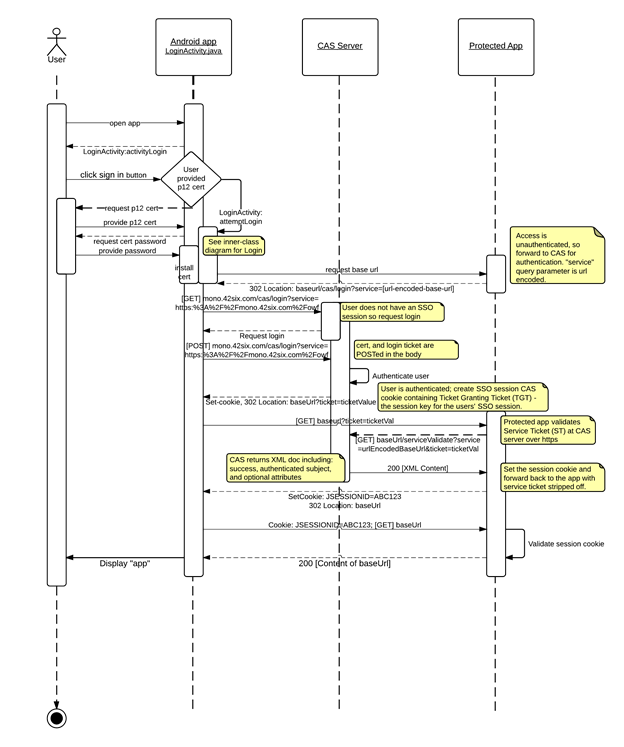 User
Android app
LoginActivity.java
CAS Server
Protected App
open app
LoginActivity:activityLogin
User
provided
p12 cert
click sign in button
request p12 cert
LoginActivity:
attemptLogin
provide p12 cert
request cert password
provide password
See inner-class
diagram for Login
install
cert
Access is
unauthenticated, so
forward to CAS for
authentication. "service"
query parameter is url
encoded.
request base url
302 Location: baseurl/cas/login?service=[url-encoded-base-url]
[GET] mono.42six.com/cas/login?service=
https:%3A%2F%2Fmono.42six.com%2Fowf
User does not have an SSO
session so request login
Request login
[POST] mono.42six.com/cas/login?service=
https:%3A%2F%2Fmono.42six.com%2Fowf
cert, and login ticket are
POSTed in the body
Authenticate user
User is authenticated; create SSO session CAS
cookie containing Ticket Granting Ticket (TGT) -
the session key for the users' SSO session.
Set-cookie, 302 Location: baseUrl?ticket=ticketValue
[GET] baseurl?ticket=ticketVal
Protected app validates
Service Ticket (ST) at CAS
server over https
[GET] baseUrl/serviceValidate?service
=urlEncodedBaseUrl&ticket=ticketVal
CAS returns XML doc including:
success, authenticated subject,
and optional attributes
200 [XML Content]
Set the session cookie and
forward back to the app with
service ticket stripped off.
SetCookie: JSESSIONID=ABC123
302 Location: baseUrl
Cookie: JSESSIONID=ABC123; [GET] baseUrl
Validate session cookie
Display "app"
200 [Content of baseUrl]